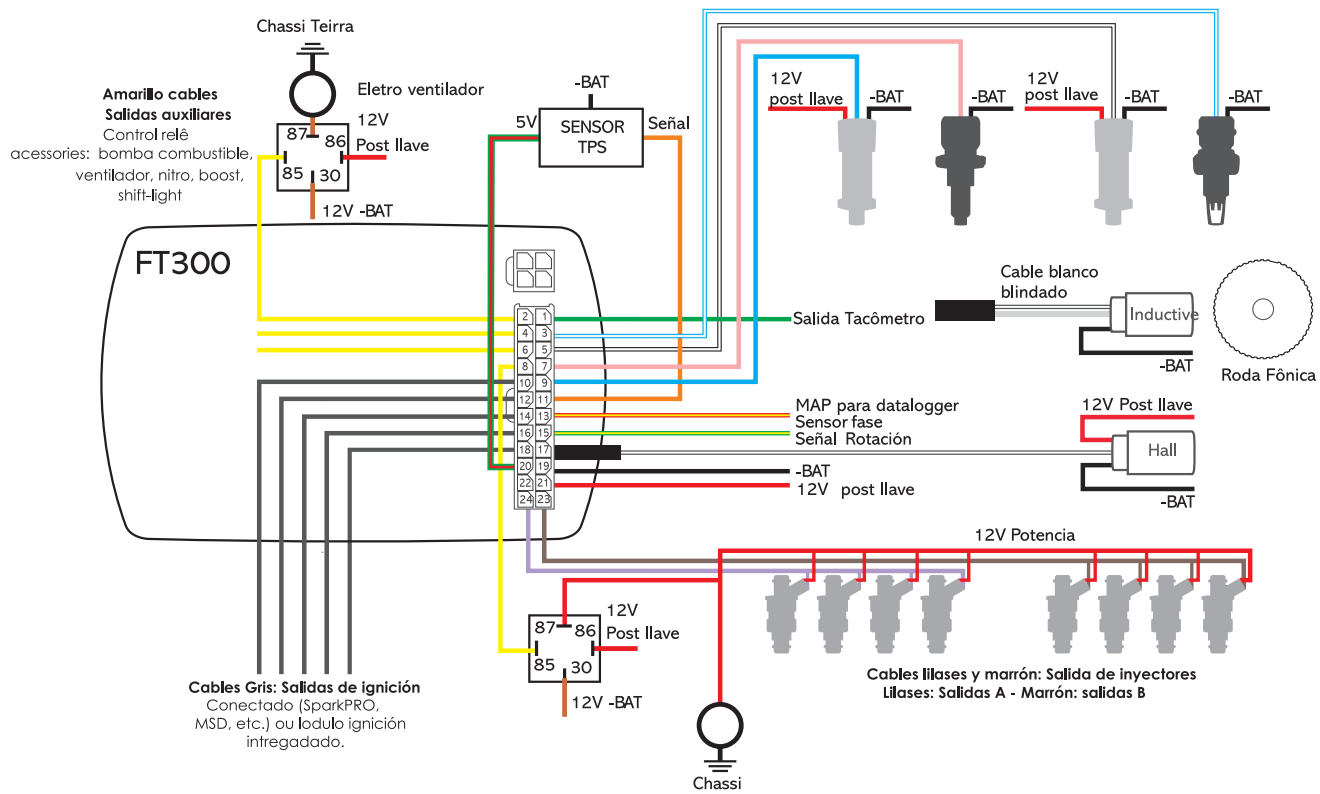 Chassi Teirra
Eletro ventilador
Amarillo cables
Salidas auxiliares
Control relê
acessories: bomba combustible,
ventilador, nitro, boost,
shift-light
87
86
85
30
12V
Post llave
12V -BAT
-BAT
5V
SENSOR
TPS
Señal
12V
post llave
-BAT
-BAT
12V
post llave
-BAT
-BAT
FT300
2 1
4 3
6 5
8 7
10 9
12 11
14 13
16 15
18 17
20 19
22 21
24 23
Salida Tacômetro
Cable blanco
blindado
Inductive
-BAT
Roda Fônica
MAP para datalogger
Sensor fase
Señal Rotación
-BAT
12V post llave
12V Post llave
Hall
-BAT
12V Potencia
87
86
85
30
12V
Post llave
12V -BAT
Cables lilases y marrón: Salida de inyectores
Lilases: Salidas A - Marrón: salidas B
Cables Gris: Salidas de ignición
Conectado (SparkPRO,
MSD, etc.) ou lodulo ignición
intregadado.
Chassi